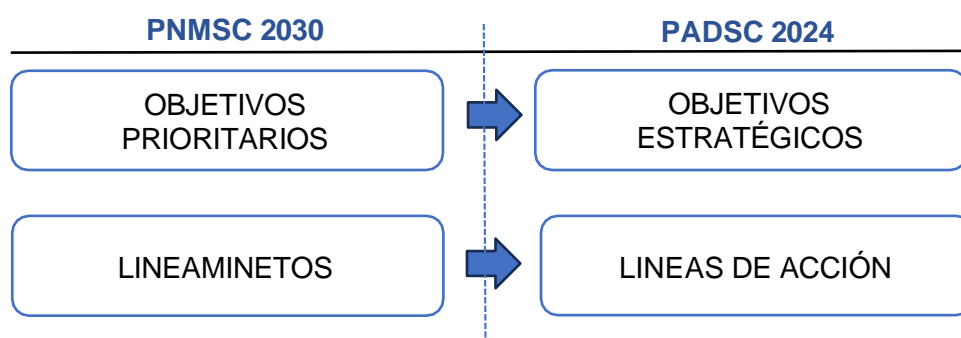 PNMSC 2030
PADSC 2024
OBJETIVOS
PRIORITARIOS
OBJETIVOS
ESTRATÉGICOS
LINEAMINETOS
LINEAS DE ACCIÓN